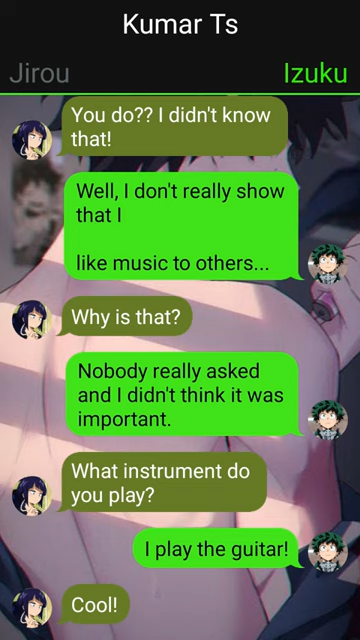 Kumar Ts
Jirou
Izuku
You do?? I didn't know
that!
Well, I don't really show
that I
like music to others...
Why is that?
Nobody really asked
and I didn't think it was
important.
What instrument do
you play?
I play the guitar!
Cool!